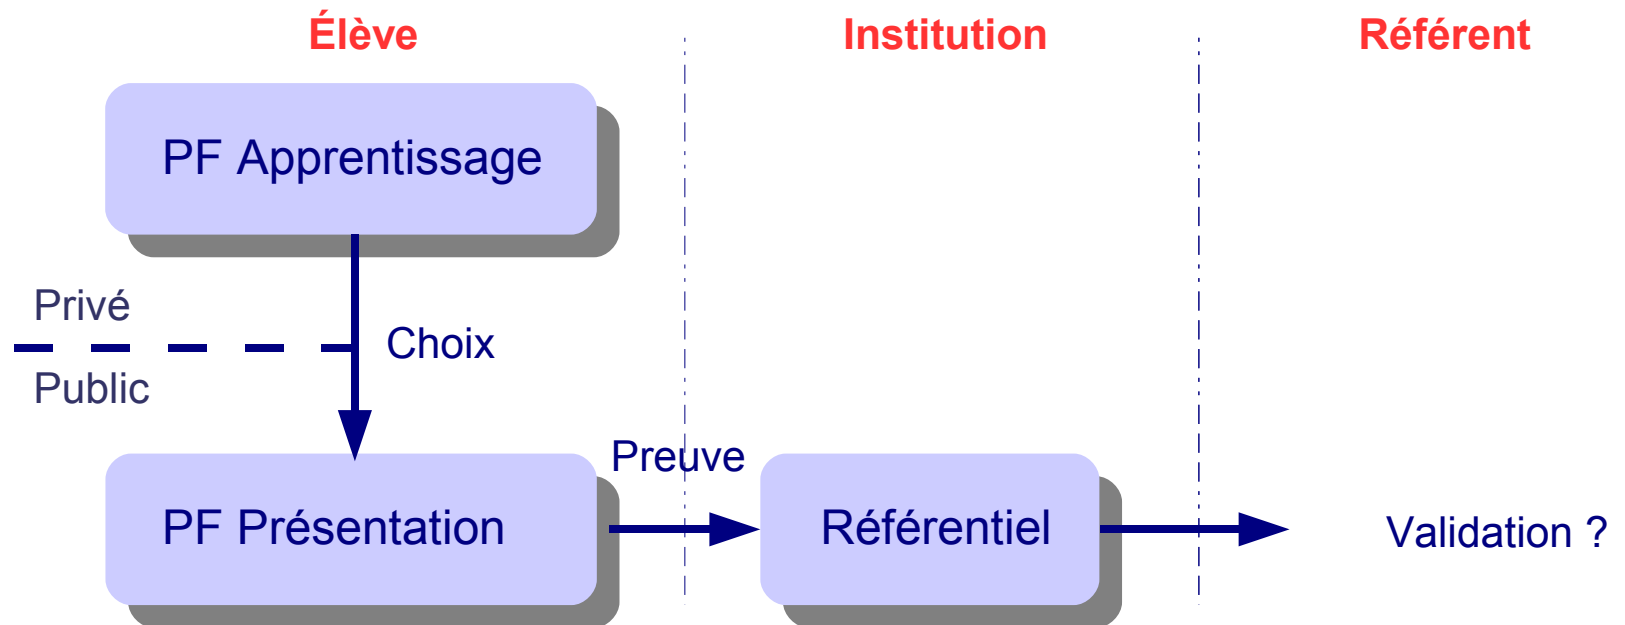 Élève
Institution
Référent
PF Apprentissage
Privé
Choix
Public
Preuve
PF Présentation
Référentiel
Validation ?